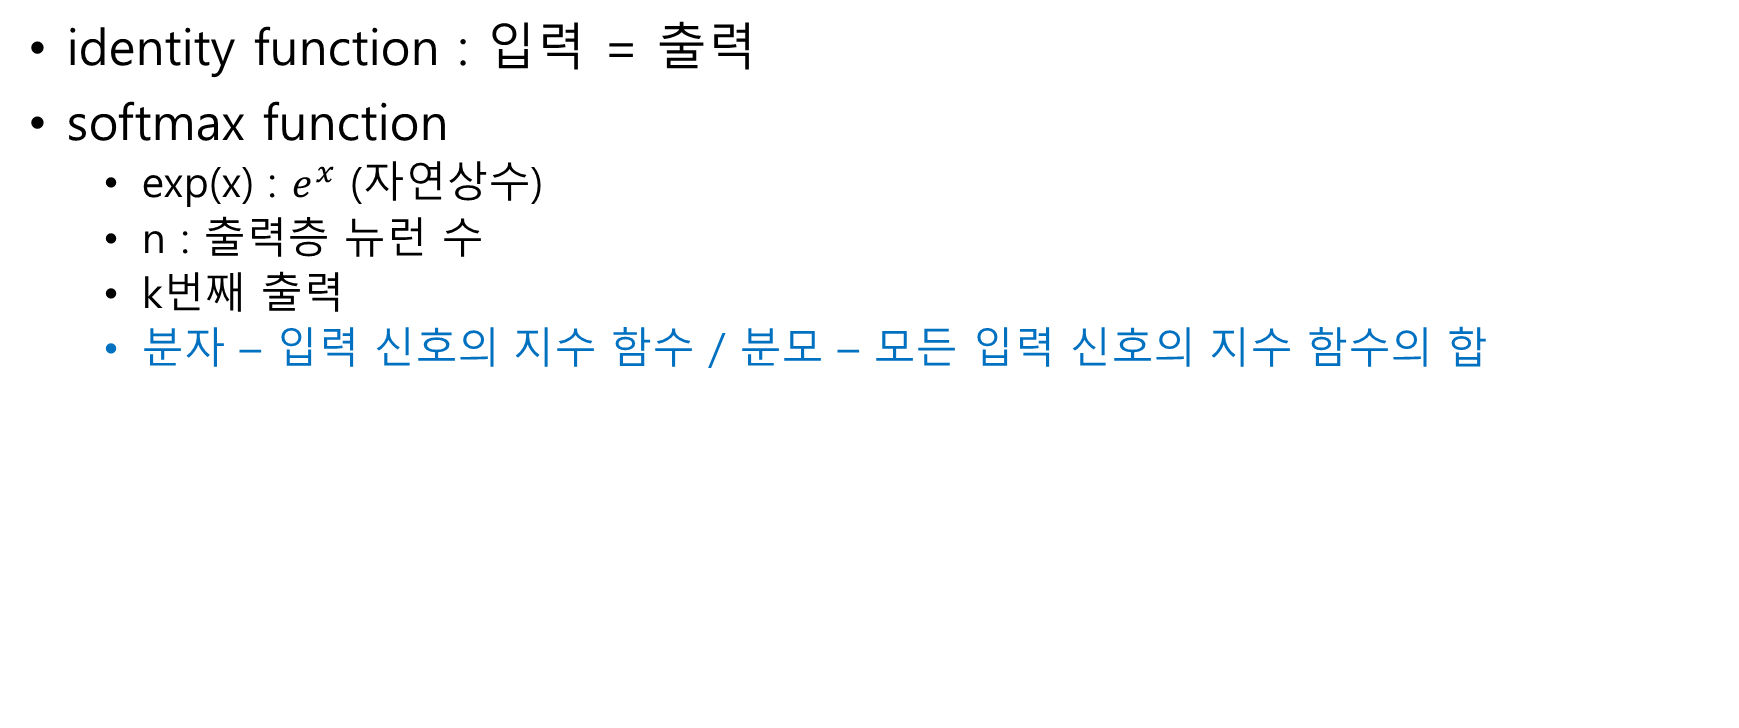 • identity function : 입력 = 출력
• softmax function
• exp(x) : 𝑒ˣ (자연상수)
• n : 출력층 뉴런 수
• k번째 출력
• 분자 – 입력 신호의 지수 함수 / 분모 – 모든 입력 신호의 지수 함수의 합